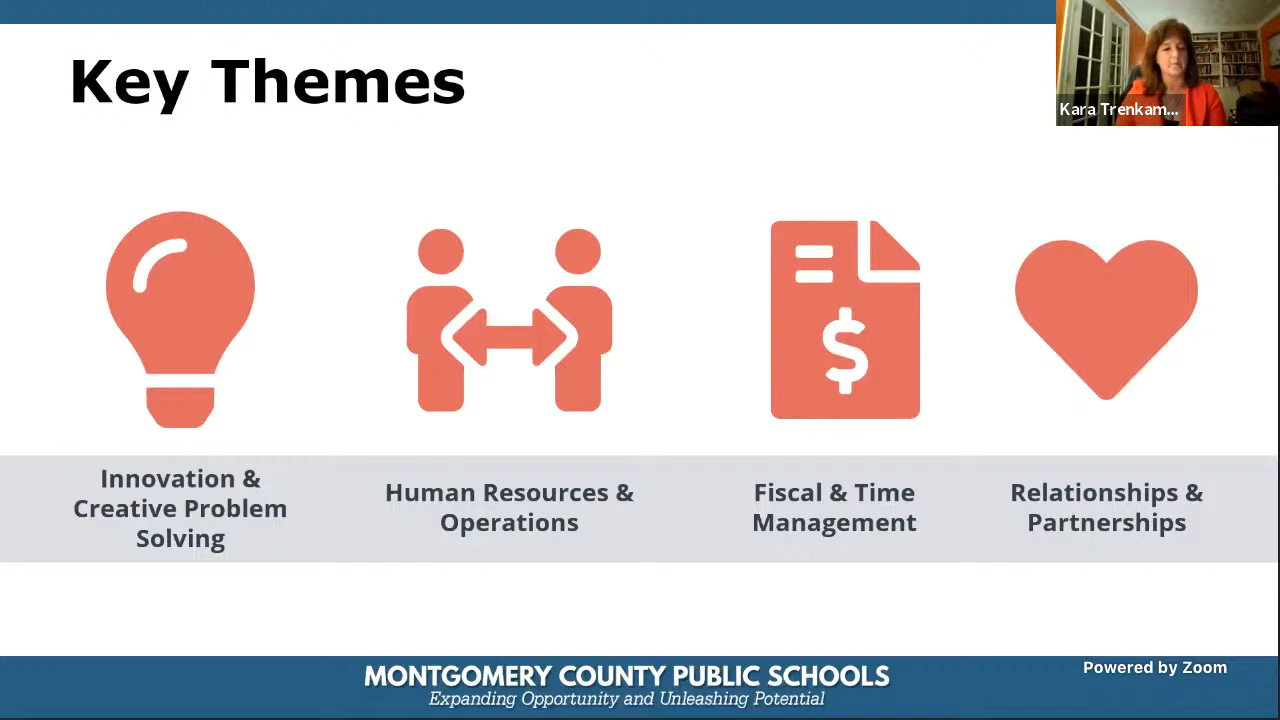 Key Themes
Kara Trenkam...
Innovation &
Creative Problem
Solving
Human Resources &
Operations
Fiscal & Time
Management
Relationships &
Partnerships
MONTGOMERY COUNTY PUBLIC SCHOOLS
Expanding Opportunity and Unleashing Potential
Powered by Zoom